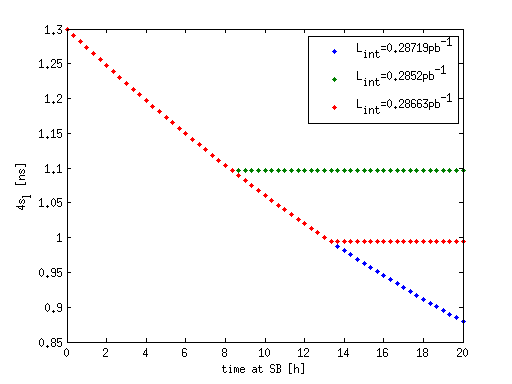 1.3
1.25
1.2
1.15
1.1
1.05
1
0.95
0.9
0.85
4s_l [ns]
0 2 4 6 8 10 12 14 16 18 20
time at SB [h]
L_int=0.28719pb^-1
L_int=0.2852pb^-1
L_int=0.28663pb^-1